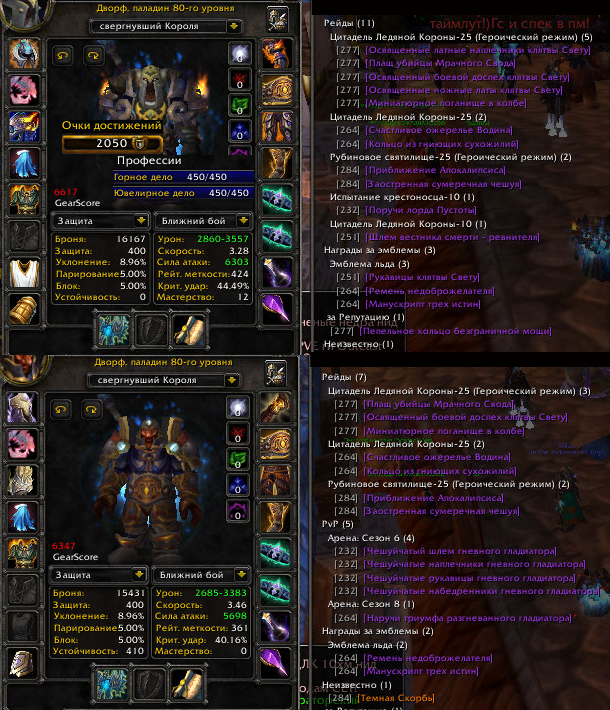 Дворф, паладин 80-го уровня
свергнувший Короля
0
0
0
0
Очки достижений
2050
Профессии
Горное дело 450/450
Ювелирное дело 450/450
6617
GearScore
Защита
Ближний бой
Броня: 16167
Защита: 400
Уклонение: 8.96%
Парирование: 5.00%
Блок: 5.00%
Устойчивость: 0
Урон: 2860-3557
Скорость: 3.28
Сила атаки: 6303
Рейт. меткости: 424
Крит. удар: 44.49%
Мастерство: 12
таймлут!)Гс и спек в пм!
Рейды (11)
Цитадель Ледяной Короны-25 (Героический режим) (5)
[277] [Освященные латные наплечники клятвы Свету]
[277] [Плащ убийцы Мрачного Свода]
[277] [Освященный боевой доспех клятвы Свету]
[277] [Освященные ножные латы клятвы Свету]
[277] [Миниатюрное поганище в колбе]
Цитадель Ледяной Короны-25 (2)
[264] [Счастливое ожерелье Водина]
[264] [Кольцо из гниющих сухожилий]
Рубиновое святилище-25 (Героический режим) (2)
[284] [Приближение Апокалипсиса]
[284] [Заостренная сумеречная чешуя]
Испытание крестоносца-10 (1)
[232] [Поручи лорда Пустоты]
Цитадель Ледяной Короны-10 (1)
[251] [Шлем вестника смерти - ревнителя]
Награды за эмблемы (3)
Эмблема льда (3)
[251] [Рукавицы клятвы Свету]
[264] [Ремень недоброжелателя]
[264] [Манускрипт трех истин]
за Репутацию (1)
[277] [Пепельное кольцо безграничной мощи]
Неизвестно (1)
Дворф, паладин 80-го уровня
свергнувший Короля
0
0
0
0
0
6347
GearScore
Защита
Ближний бой
Броня: 15431
Защита: 400
Уклонение: 8.96%
Парирование: 5.00%
Блок: 5.00%
Устойчивость: 410
Урон: 2685-3383
Скорость: 3.46
Сила атаки: 5698
Рейт. меткости: 361
Крит. удар: 40.16%
Мастерство: 0
Рейды (7)
Цитадель Ледяной Короны-25 (Героический режим) (3)
[277] [Плащ убийцы Мрачного Свода]
[277] [Освященный боевой доспех клятвы Свету]
[277] [Миниатюрное поганище в колбе]
Цитадель Ледяной Короны-25 (2)
[264] [Счастливое ожерелье Водина]
[264] [Кольцо из гниющих сухожилий]
Рубиновое святилище-25 (Героический режим) (2)
[284] [Приближение Апокалипсиса]
[284] [Заостренная сумеречная чешуя]
PvP (5)
Арена: Сезон 6 (4)
[232] [Чешуйчатый шлем гневного гладиатора]
[232] [Чешуйчатые наплечники гневного гладиатора]
[232] [Чешуйчатые рукавицы гневного гладиатора]
[232] [Чешуйчатые набедренники гневного гладиатора]
Арена: Сезон 8 (1)
[264] [Наручи триумфа разгневанного гладиатора]
Награды за эмблемы (2)
Эмблема льда (2)
[264] [Ремень недоброжелателя]
[264] [Манускрипт трех истин]
Неизвестно (1)
[284] [Темная Скорбь]